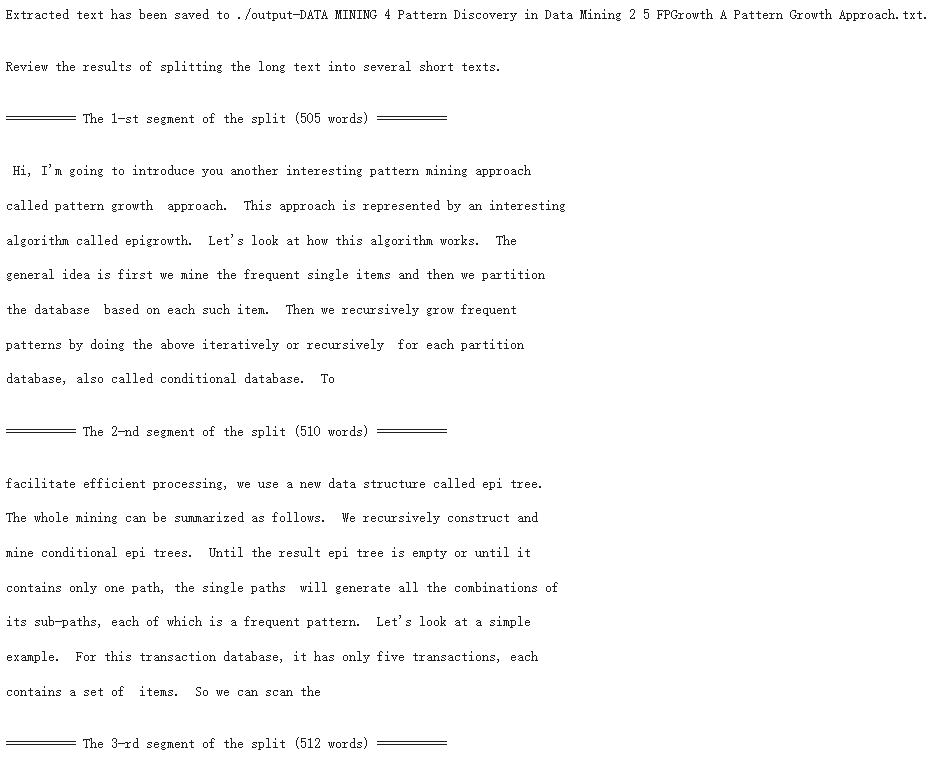 Extracted text has been saved to ./output-DATA MINING 4 Pattern Discovery in Data Mining 2 5 FPGrowth A Pattern Growth Approach.txt.
Review the results of splitting the long text into several short texts.
========== The 1-st segment of the split (505 words) ==========
Hi, I'm going to introduce you another interesting pattern mining approach
called pattern growth  approach.  This approach is represented by an interesting
algorithm called epigrowth.  Let's look at how this algorithm works.  The
general idea is first we mine the frequent single items and then we partition
the database  based on each such item.  Then we recursively grow frequent
patterns by doing the above iteratively or recursively  for each partition
database, also called conditional database.  To
========== The 2-nd segment of the split (510 words) ==========
facilitate efficient processing, we use a new data structure called epi tree.
The whole mining can be summarized as follows.  We recursively construct and
mine conditional epi trees.  Until the result epi tree is empty or until it
contains only one path, the single paths  will generate all the combinations of
its sub-paths, each of which is a frequent pattern.  Let's look at a simple
example.  For this transaction database, it has only five transactions, each
contains a set of  items.  So we can scan the
========== The 3-rd segment of the split (512 words) ==========